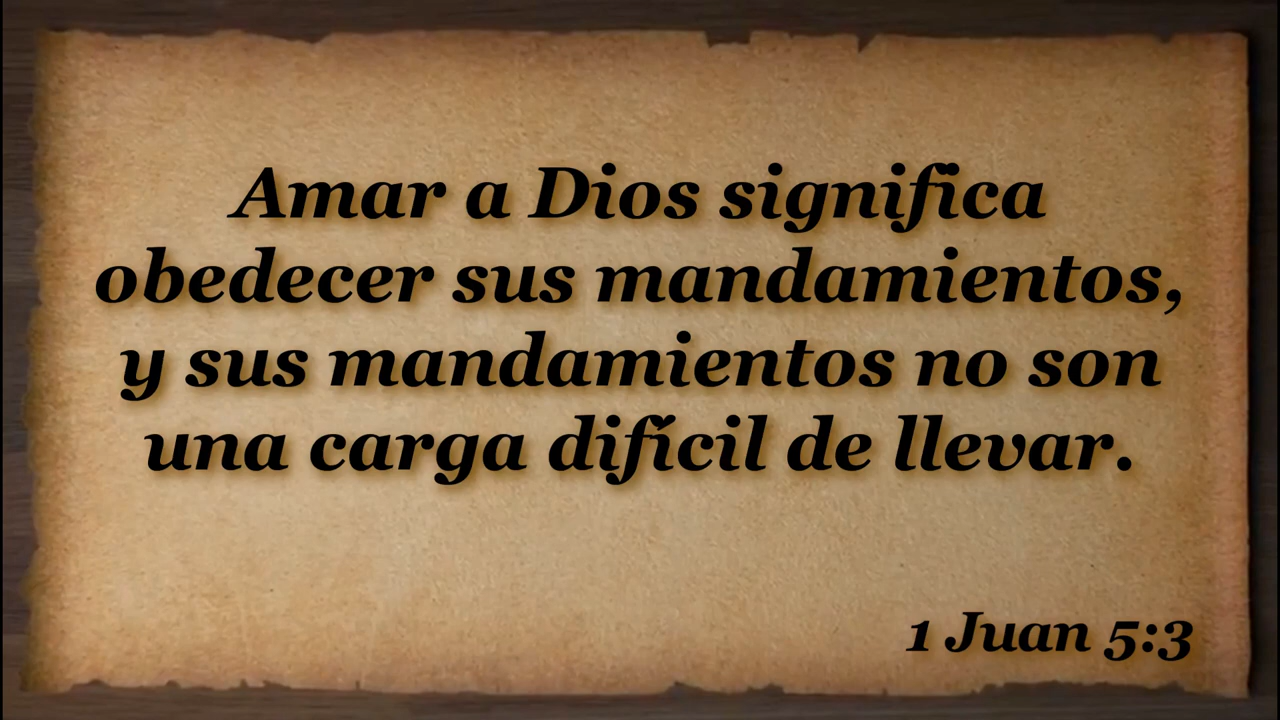 Amar a Dios significa
obedecer sus mandamientos,
y sus mandamientos no son
una carga difícil de llevar.
1 Juan 5:3